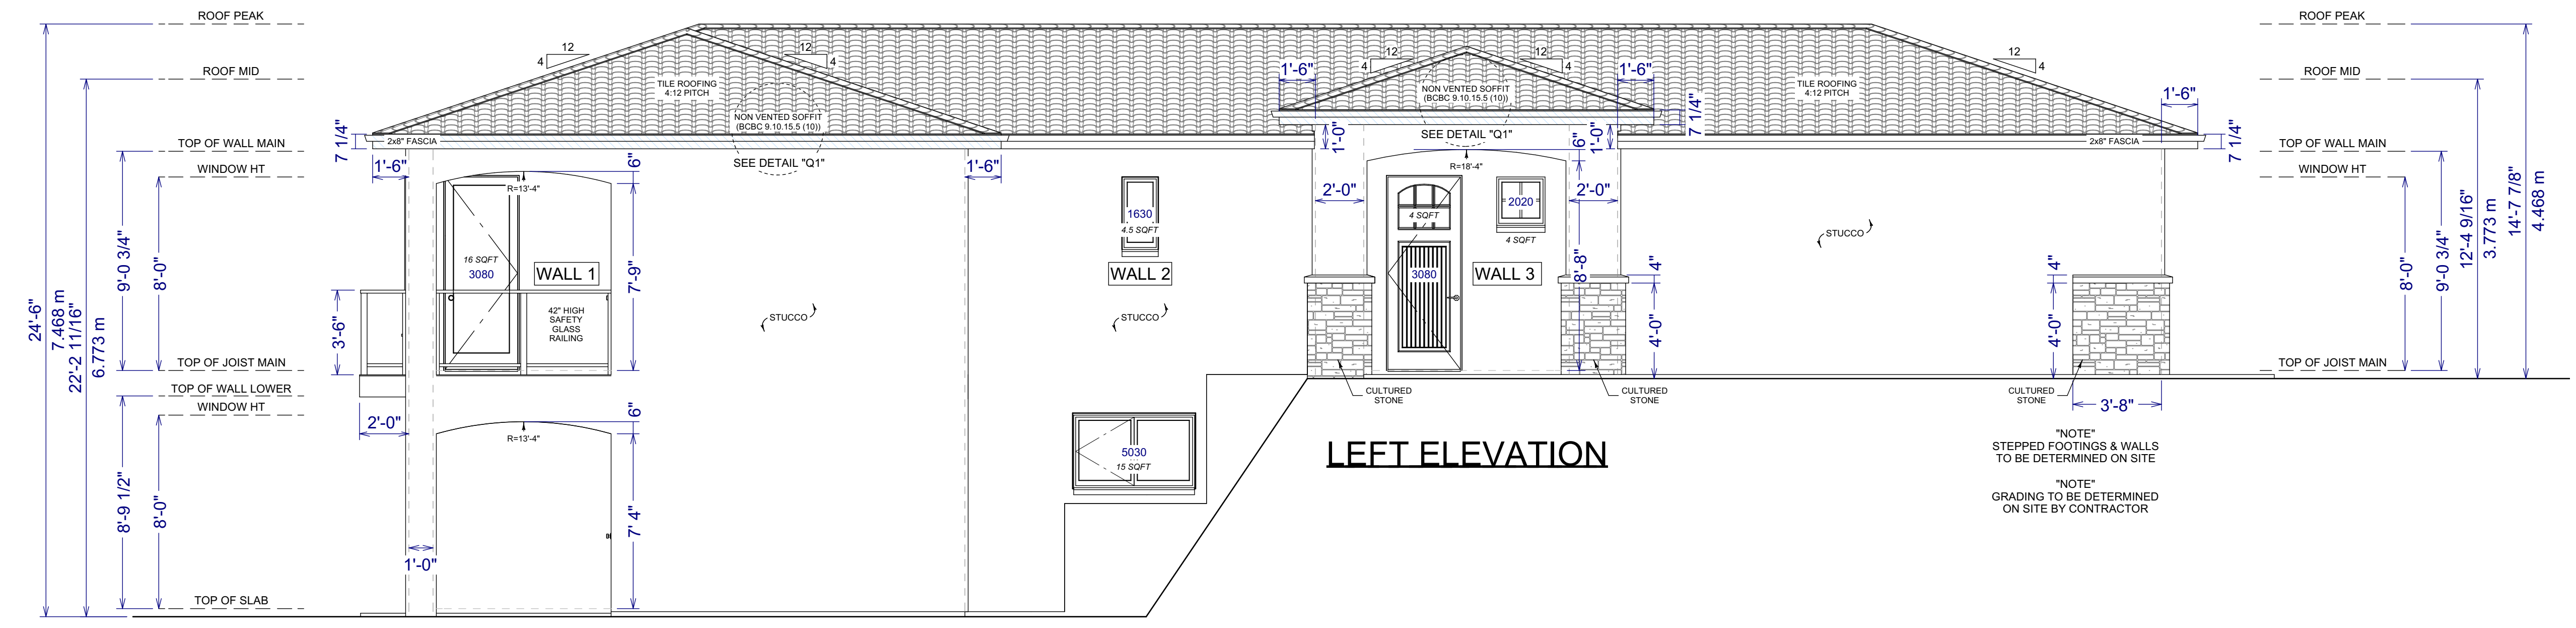 ROOF PEAK
ROOF MID
TOP OF WALL MAIN
WINDOW HT
TOP OF JOIST MAIN
TOP OF WALL LOWER
WINDOW HT
TOP OF SLAB
24'-6"
7.468 m
22'-2 11/16"
6.773 m
9'-0 3/4"
8'-0"
8'-9 1/2"
8'-0"
7 1/4"
1'-6"
3'-6"
2'-0"
1'-0"
12
4
12
4
TILE ROOFING
4:12 PITCH
2x8" FASCIA
NON VENTED SOFFIT
(BCBC 9.10.15.5 (10))
SEE DETAIL "Q1"
1'-6"
R=13'-4"
6"
7'-9"
16 SQFT
3080
WALL 1
42" HIGH
SAFETY
GLASS
RAILING
STUCCO
R=13'-4"
6"
7' 4"
1630
4.5 SQFT
WALL 2
STUCCO
5030
15 SQFT
1'-6"
12
4
12
4
1'-6"
NON VENTED SOFFIT
(BCBC 9.10.15.5 (10))
SEE DETAIL "Q1"
7 1/4"
1'-0"
6"
1'-0"
R=18'-4"
2'-0"
2'-0"
4 SQFT
3080
2020
4 SQFT
WALL 3
8'-8"
4"
4'-0"
CULTURED
STONE
CULTURED
STONE
LEFT ELEVATION
TILE ROOFING
4:12 PITCH
12
4
1'-6"
2x8" FASCIA
7 1/4"
STUCCO
4"
4'-0"
CULTURED
STONE
3'-8"
"NOTE"
STEPPED FOOTINGS & WALLS
TO BE DETERMINED ON SITE
"NOTE"
GRADING TO BE DETERMINED
ON SITE BY CONTRACTOR
ROOF PEAK
ROOF MID
TOP OF WALL MAIN
WINDOW HT
TOP OF JOIST MAIN
8'-0"
9'-0 3/4"
12'-4 9/16"
3.773 m
14'-7 7/8"
4.468 m